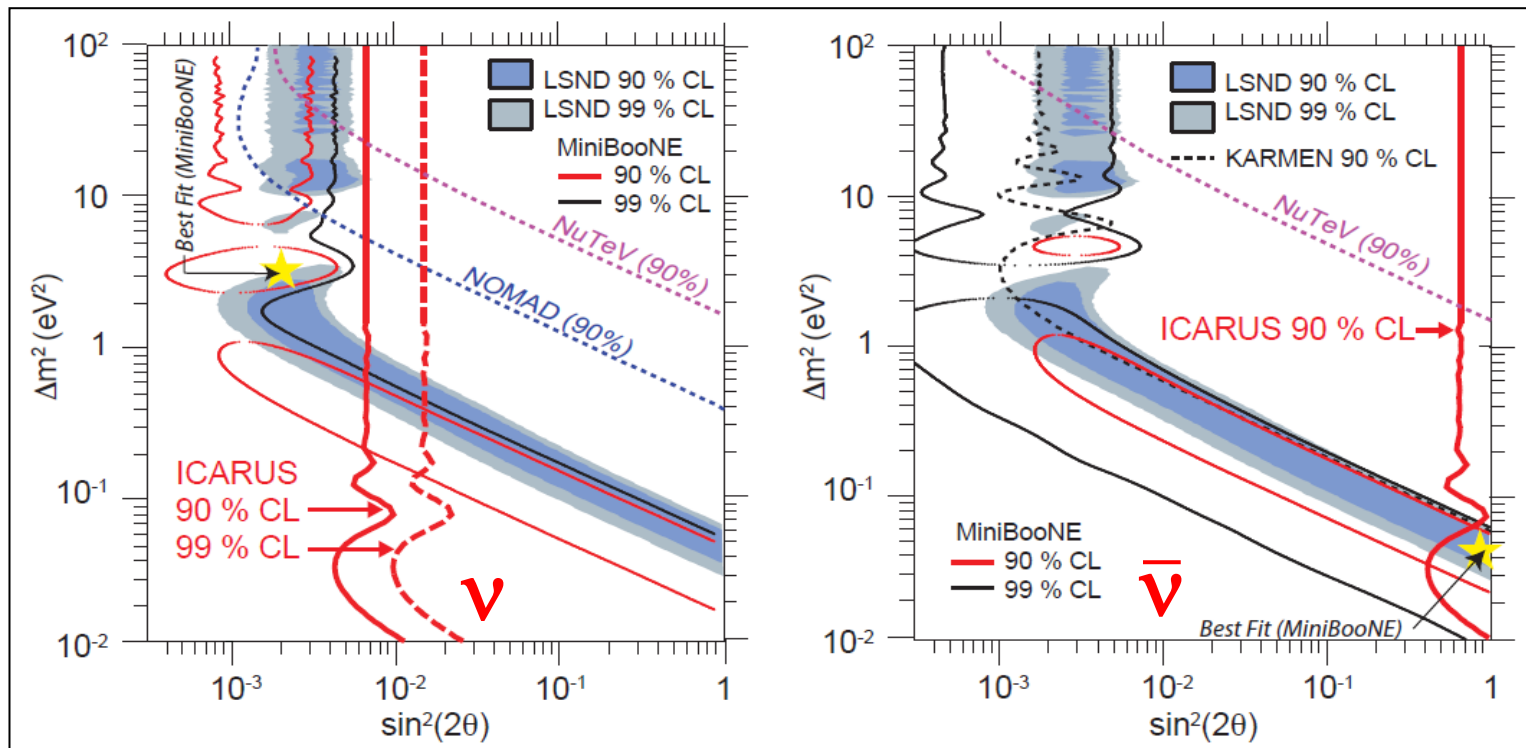 10²
10
1
10⁻¹
10⁻²
Δm² (eV²)
10⁻³
10⁻²
10⁻¹
1
sin²(2θ)
Best Fit (MiniBooNE)
LSND 90 % CL
LSND 99 % CL
MiniBooNE
90 % CL
99 % CL
NuTeV (90%)
NOMAD (90%)
ICARUS
90 % CL
99 % CL
ν
10²
10
1
10⁻¹
10⁻²
Δm² (eV²)
10⁻³
10⁻²
10⁻¹
1
sin²(2θ)
LSND 90 % CL
LSND 99 % CL
KARMEN 90 % CL
NuTeV (90%)
ICARUS 90 % CL
MiniBooNE
90 % CL
99 % CL
ν̅
Best Fit (MiniBooNE)